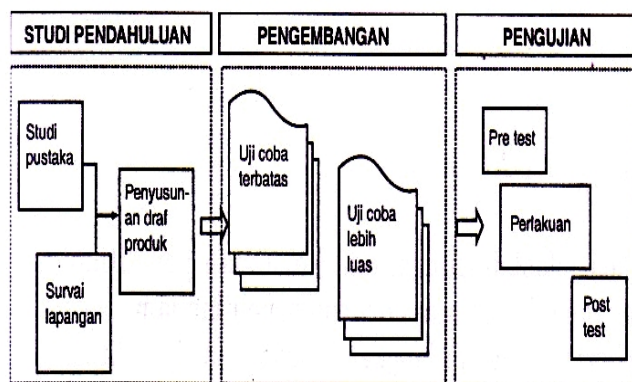 STUDI PENDAHULUAN
PENGEMBANGAN
PENGUJIAN
Studi
pustaka
Penyusun-
an draf
produk
Survai
lapangan
Uji coba
terbatas
Uji coba
lebih
luas
Pre test
Perlakuan
Post
test